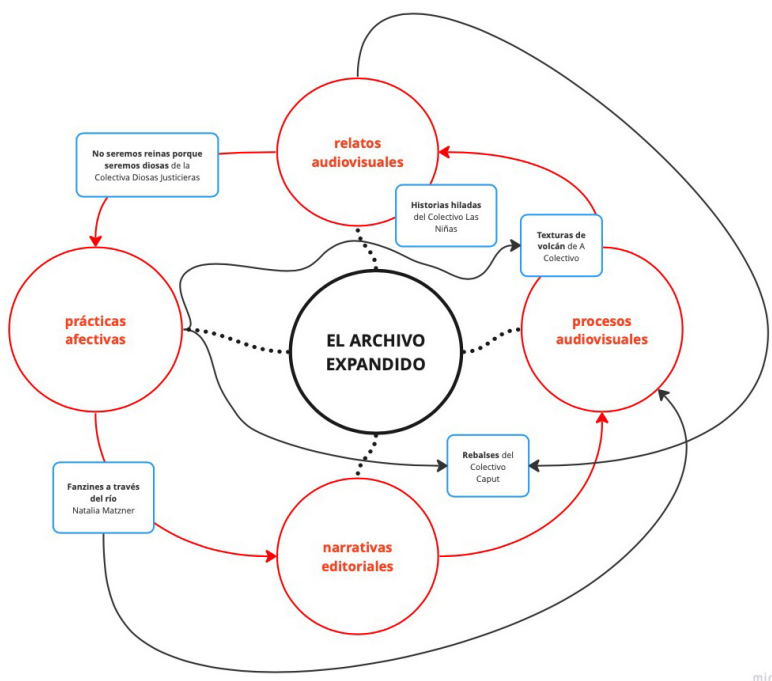 relatos
audiovisuales
No seremos reinas porque
seremos diosas de la
Colectiva Diosas Justicieras
Historias hiladas
del Colectivo Las
Niñas
Texturas de
volcán de A
Colectivo
prácticas
afectivas
EL ARCHIVO
EXPANDIDO
procesos
audiovisuales
Rebalses del
Colectivo
Caput
Fanzines a través
del río
Natalia Matzner
narrativas
editoriales